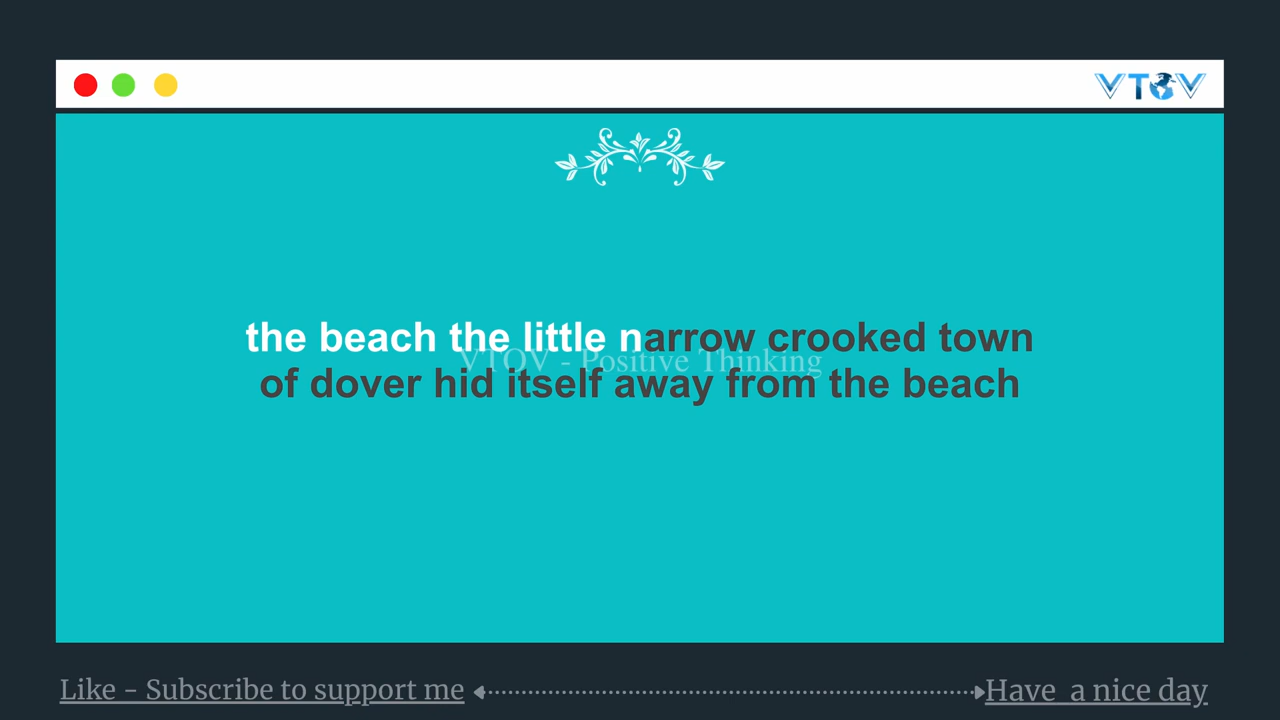 VTOV
the beach the little narrow crooked town
VTOV - Positive Thinking
of dover hid itself away from the beach
Like - Subscribe to support me
Have a nice day